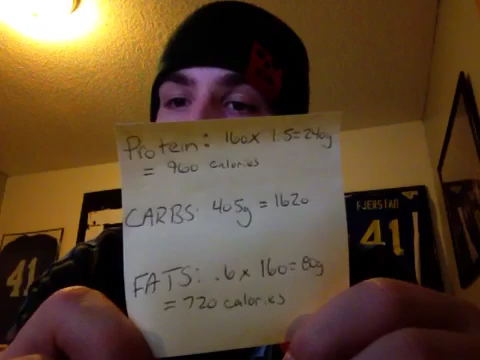 Protein: 160 x 1.5 = 240g
= 960 calories
CARBS: 405g = 1620
FATS: .6 x 160 = 80g
= 720 calories
41
FJERSTAD
41